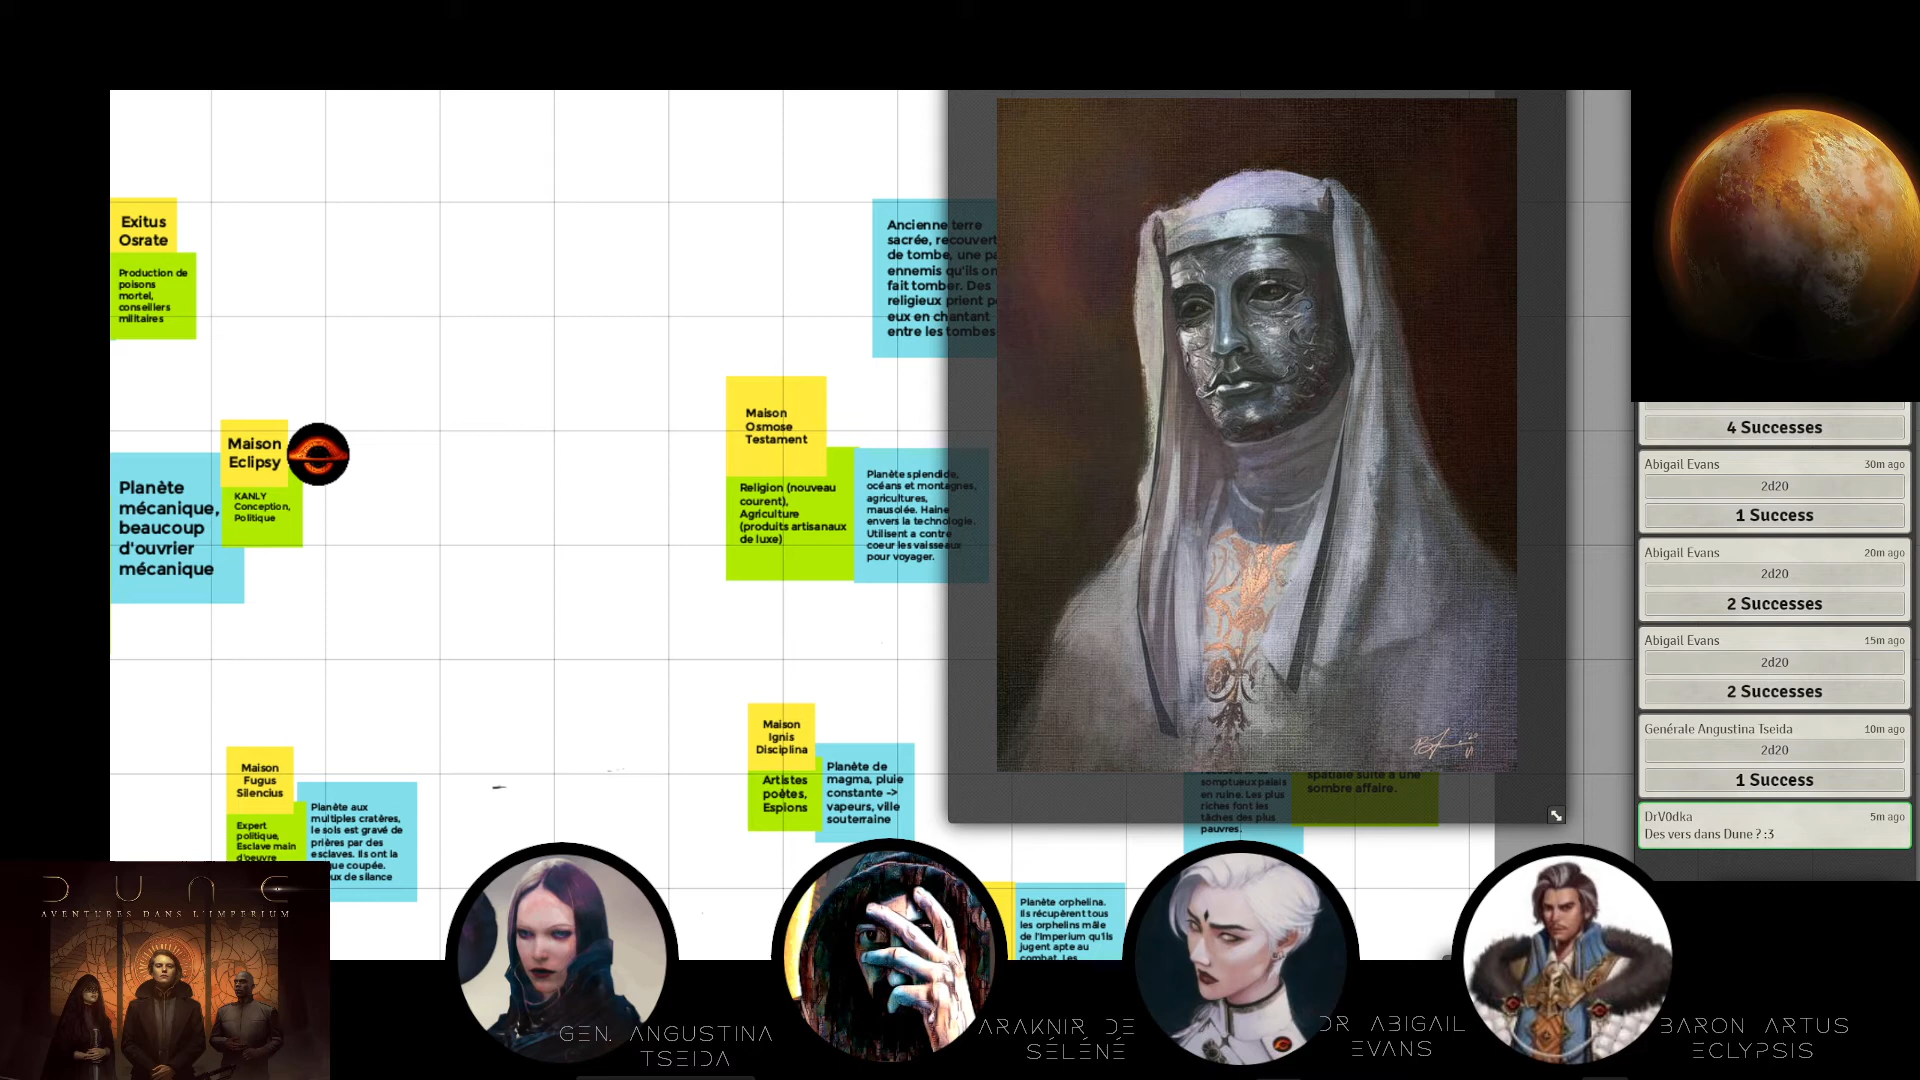 Exitus
Osrate
Production de
poisons
mortel,
conseillers
militaires
Maison
Eclipsy
KANLY
Conception,
Politique
Planète
mécanique,
beaucoup
d'ouvrier
mécanique
Ancienne terre
sacrée, recouvert
de tombe, une pa
ennemis qu'ils on
fait tomber. Des
religieux prient p
eux en chantant
entre les tombes
Maison
Osmose
Testament
Religion (nouveau
courent),
Agriculture
(produits artisanaux
de luxe)
Planète splendide,
océans et montagnes,
agricultures,
mausolée. Haine
envers la technologie.
Utilisent a contre
coeur les vaisseaux
pour voyager.
Maison
Ignis
Disciplina
Artistes
poètes,
Espions
Planète de
magma, pluie
constante ->
vapeurs, ville
souterraine
Maison
Fugus
Silencius
Expert
politique,
Esclave main
d'oeuvre
Planète aux
multiples cratères,
le sols est gravé de
prières par des
esclaves. Ils ont la
que coupée.
ux de silance
somptueux palais
en ruine. Les plus
riches font les
tâches des plus
pauvres.
spatiale suite à une
sombre affaire.
Planète orphelina.
Ils récupèrent tous
les orphelins mâle
de l'Imperium qu'ils
jugent apte au
combat. Les
4 Successes
Abigail Evans 30m ago
2d20
1 Success
Abigail Evans 20m ago
2d20
2 Successes
Abigail Evans 15m ago
2d20
2 Successes
Genérale Angustina Tseida 10m ago
2d20
1 Success
DrV0dka 5m ago
Des vers dans Dune ? :3
DUNE
AVENTURES DANS L'IMPERIUM
GEN. ANGUSTINA
TSEIDA
ARAKNIR DE
SÉLÉNÉ
DR ABIGAIL
EVANS
BARON ARTUS
ECLYPSIS